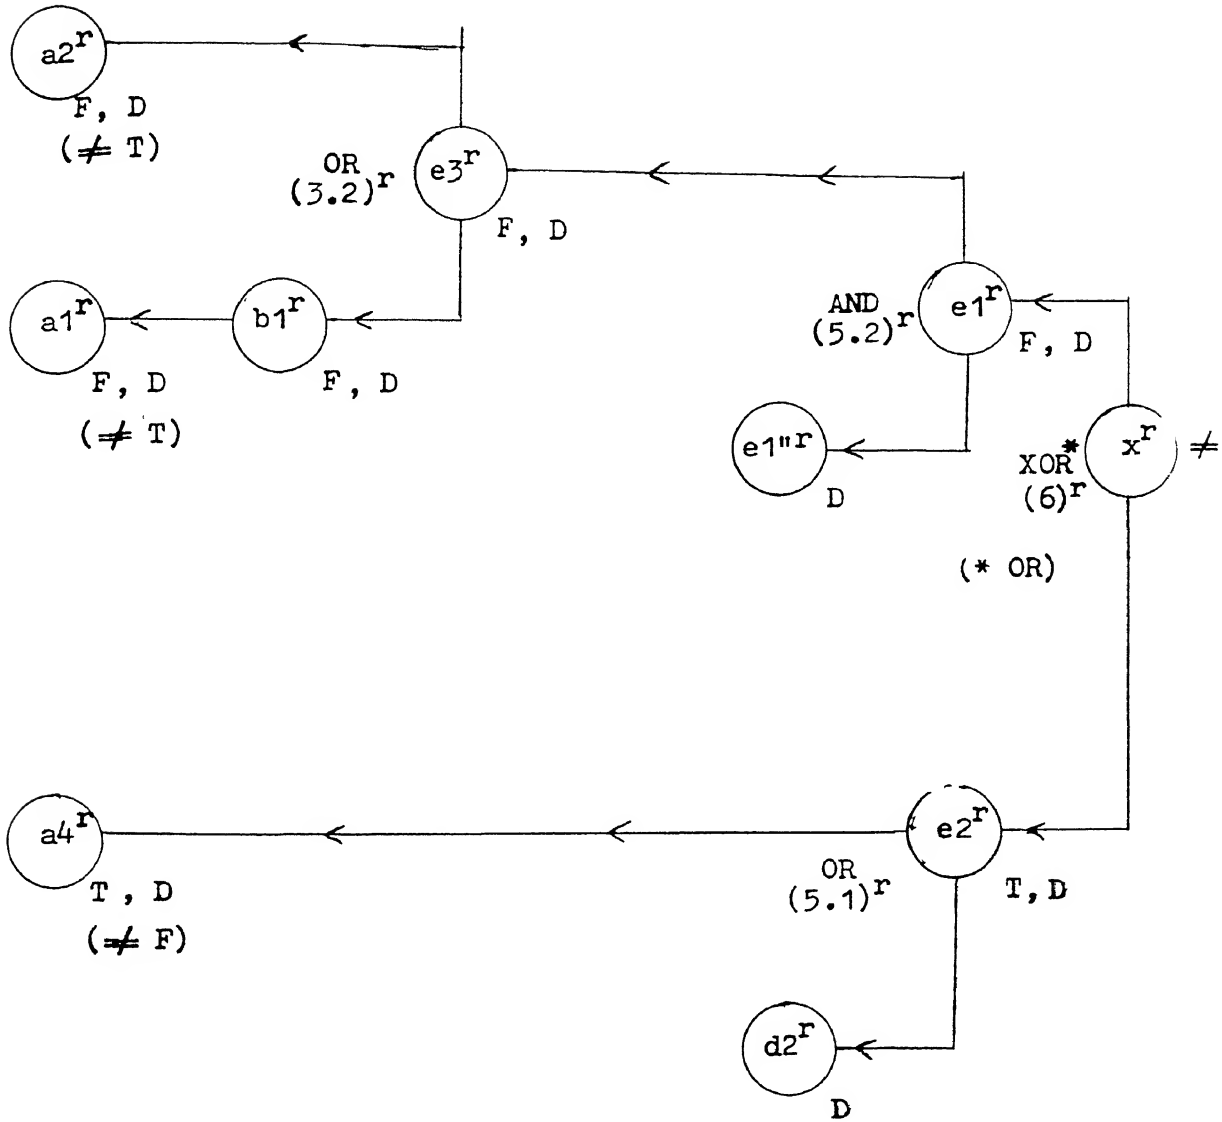 a2ʳ
F, D
(≠ T)
OR
(3.2)ʳ
e3ʳ
F, D
a1ʳ
F, D
(≠ T)
b1ʳ
F, D
AND
(5.2)ʳ
e1ʳ
F, D
e1"ʳ
D
XOR*
(6)ʳ
xʳ
≠
(* OR)
a4ʳ
T, D
(≠ F)
OR
(5.1)ʳ
e2ʳ
T,D
d2ʳ
D